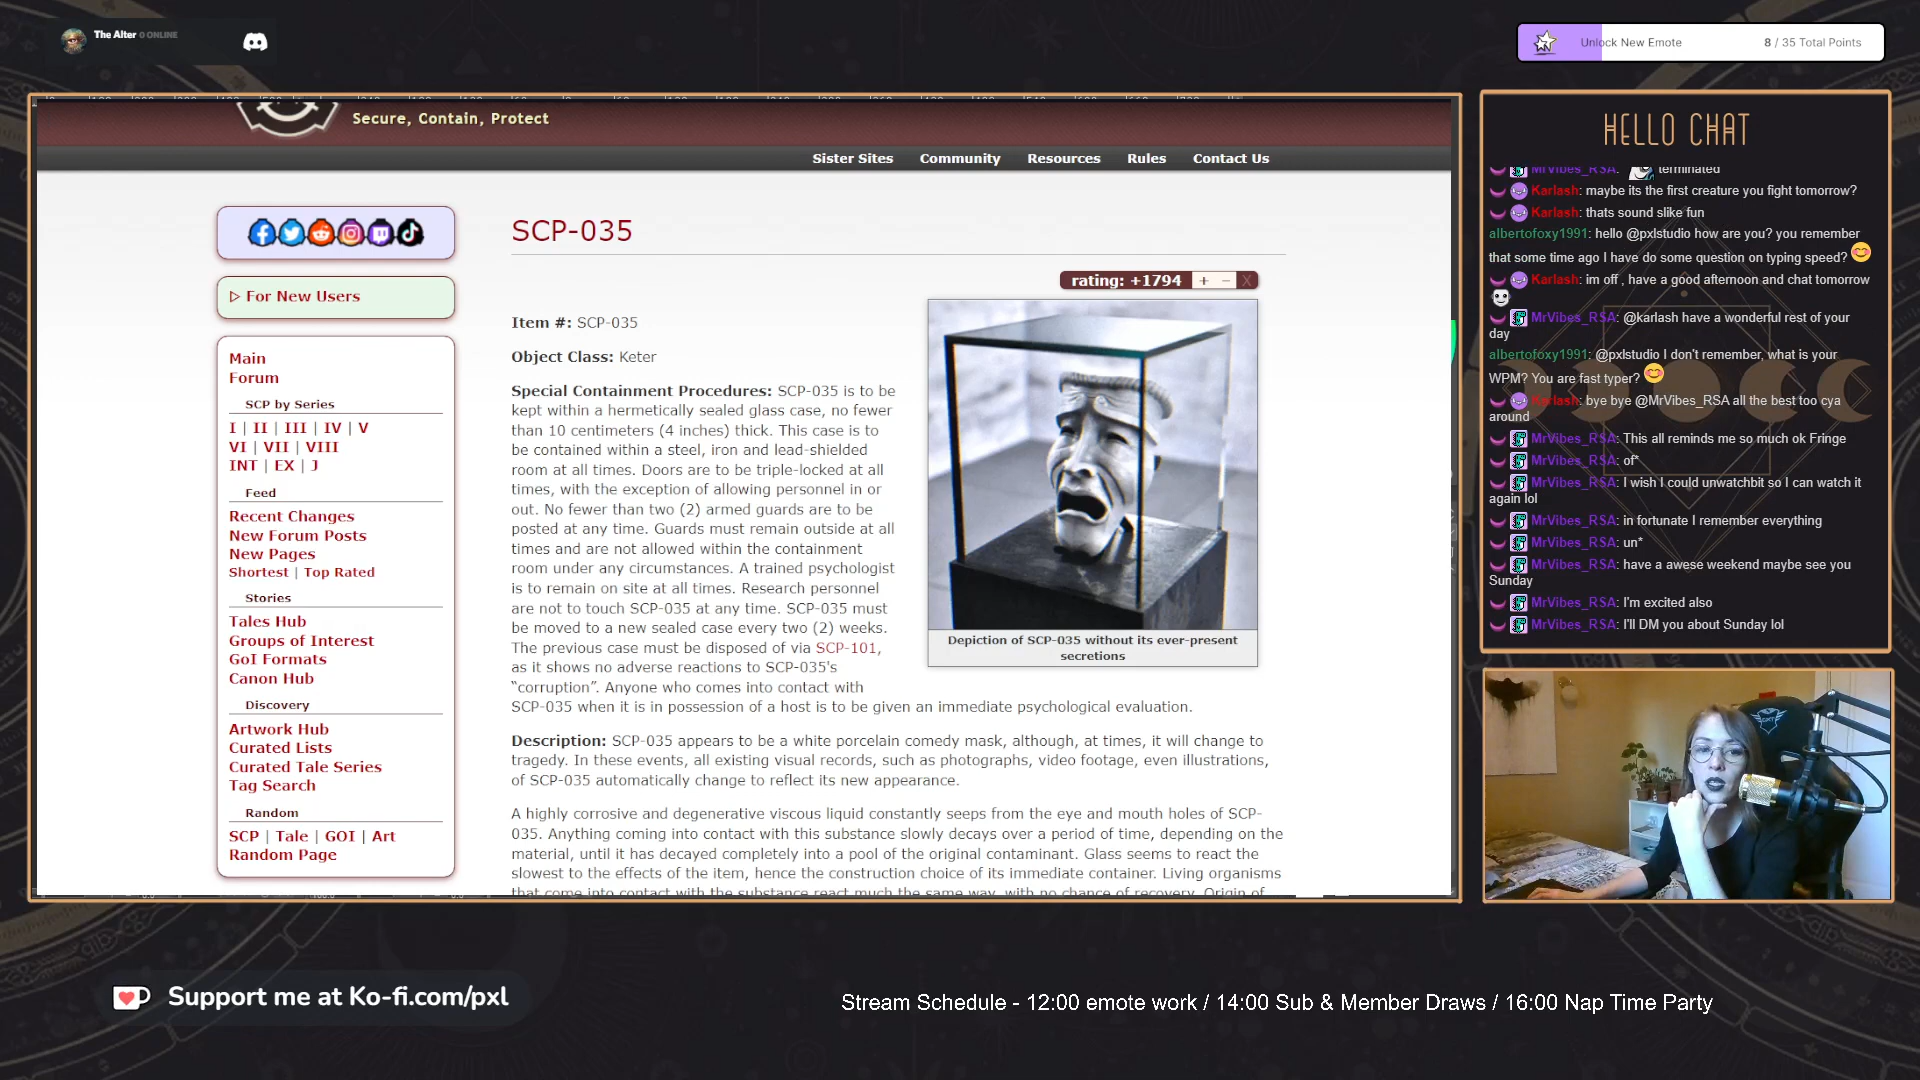 The Alter 0 ONLINE
Unlock New Emote
8 / 35 Total Points
Secure, Contain, Protect
Sister Sites
Community
Resources
Rules
Contact Us
▷ For New Users
Main
Forum
SCP by Series
I | II | III | IV | V
VI | VII | VIII
INT | EX | J
Feed
Recent Changes
New Forum Posts
New Pages
Shortest | Top Rated
Stories
Tales Hub
Groups of Interest
GoI Formats
Canon Hub
Discovery
Artwork Hub
Curated Lists
Curated Tale Series
Tag Search
Random
SCP | Tale | GOI | Art
Random Page
SCP-035
rating: +1794 + − X
Item #: SCP-035
Object Class: Keter
Special Containment Procedures: SCP-035 is to be
kept within a hermetically sealed glass case, no fewer
than 10 centimeters (4 inches) thick. This case is to
be contained within a steel, iron and lead-shielded
room at all times. Doors are to be triple-locked at all
times, with the exception of allowing personnel in or
out. No fewer than two (2) armed guards are to be
posted at any time. Guards must remain outside at all
times and are not allowed within the containment
room under any circumstances. A trained psychologist
is to remain on site at all times. Research personnel
are not to touch SCP-035 at any time. SCP-035 must
be moved to a new sealed case every two (2) weeks.
The previous case must be disposed of via SCP-101,
as it shows no adverse reactions to SCP-035's
“corruption”. Anyone who comes into contact with
SCP-035 when it is in possession of a host is to be given an immediate psychological evaluation.
Depiction of SCP-035 without its ever-present
secretions
Description: SCP-035 appears to be a white porcelain comedy mask, although, at times, it will change to
tragedy. In these events, all existing visual records, such as photographs, video footage, even illustrations,
of SCP-035 automatically change to reflect its new appearance.
A highly corrosive and degenerative viscous liquid constantly seeps from the eye and mouth holes of SCP-
035. Anything coming into contact with this substance slowly decays over a period of time, depending on the
material, until it has decayed completely into a pool of the original contaminant. Glass seems to react the
slowest to the effects of the item, hence the construction choice of its immediate container. Living organisms
that come into contact with the substance react much the same way, with no chance of recovery. Origin of
HELLO CHAT
MrVibes_RSA: terminated
Karlash: maybe its the first creature you fight tomorrow?
Karlash: thats sound slike fun
albertofoxy1991: hello @pxlstudio how are you? you remember
that some time ago I have do some question on typing speed? 😊
Karlash: im off , have a good afternoon and chat tomorrow
MrVibes_RSA: @karlash have a wonderful rest of your
day
albertofoxy1991: @pxlstudio I don't remember, what is your
WPM? You are fast typer? 😊
Karlash: bye bye @MrVibes_RSA all the best too cya
around
MrVibes_RSA: This all reminds me so much ok Fringe
MrVibes_RSA: of*
MrVibes_RSA: I wish I could unwatchbit so I can watch it
again lol
MrVibes_RSA: in fortunate I remember everything
MrVibes_RSA: un*
MrVibes_RSA: have a awese weekend maybe see you
Sunday
MrVibes_RSA: I'm excited also
MrVibes_RSA: I'll DM you about Sunday lol
Support me at Ko-fi.com/pxl
Stream Schedule - 12:00 emote work / 14:00 Sub & Member Draws / 16:00 Nap Time Party